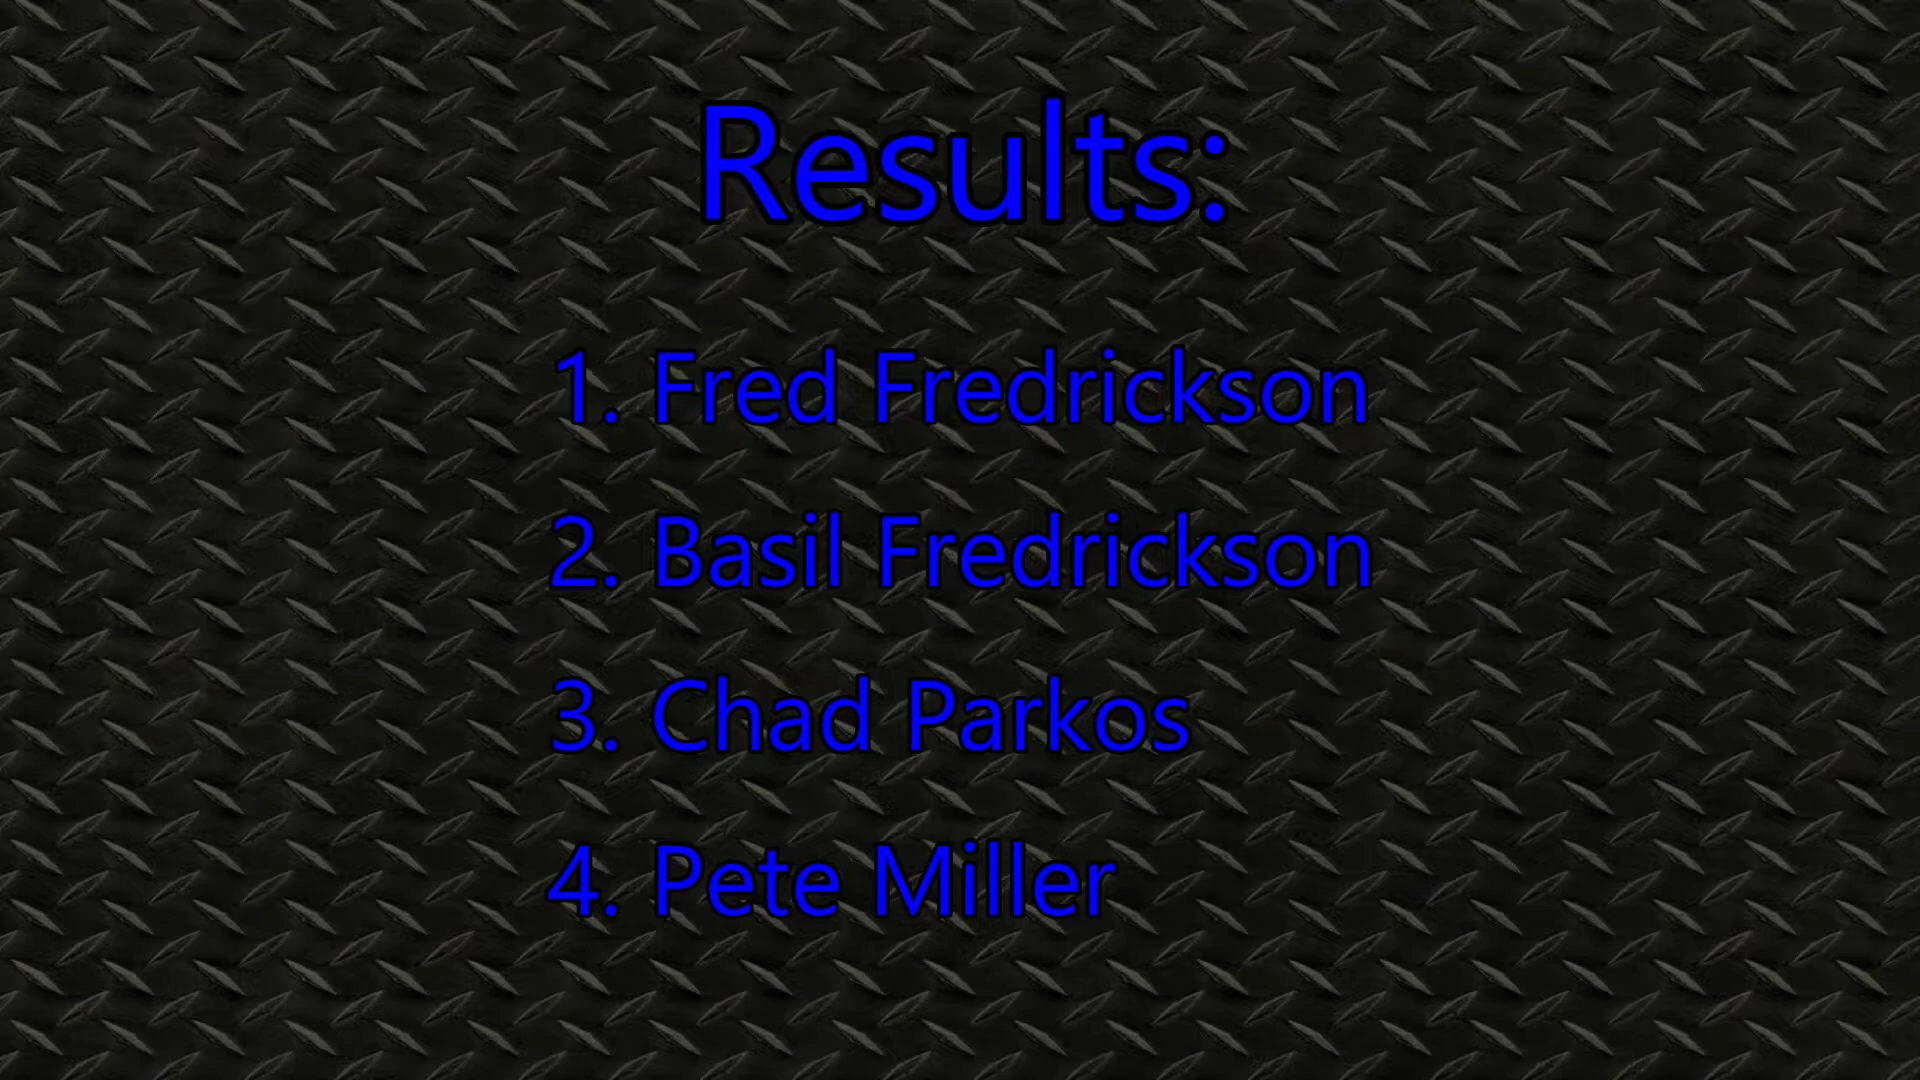 Results:
1. Fred Fredrickson
2. Basil Fredrickson
3. Chad Parkos
4. Pete Miller